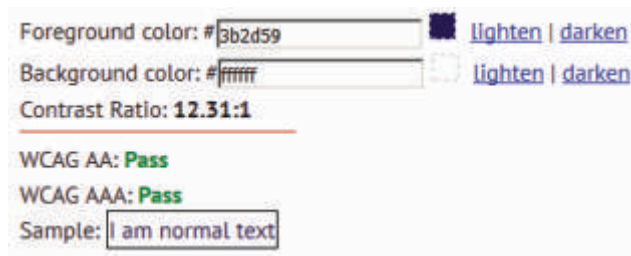 Foreground color: #3b2d59 lighten | darken
Background color: #ffffff lighten | darken
Contrast Ratio: 12.31:1
WCAG AA: Pass
WCAG AAA: Pass
Sample: I am normal text